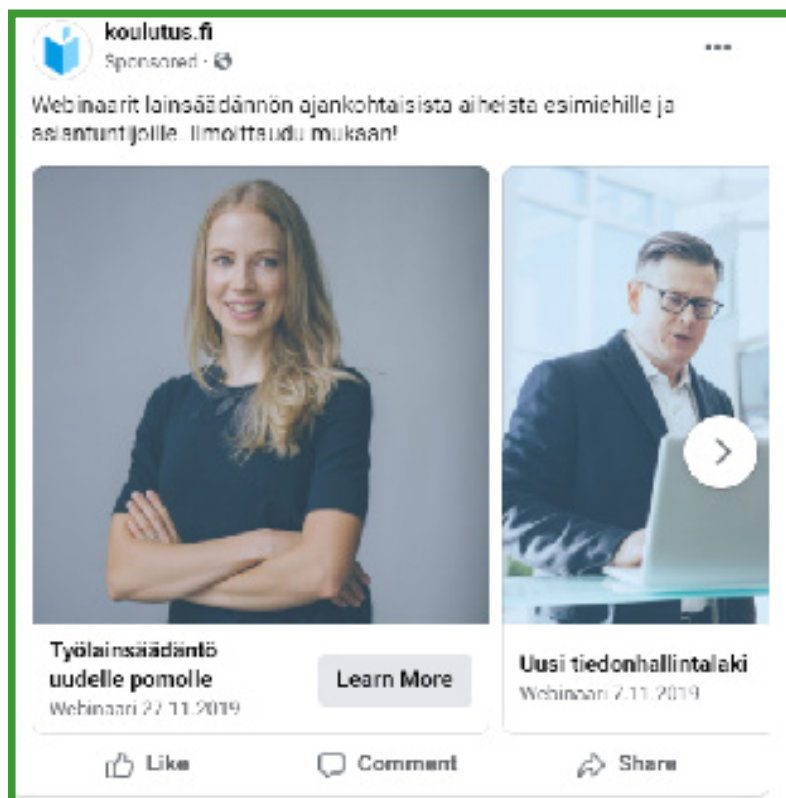 koulutus.fi
Sponsored ·
Webinaarit lainsäädännön ajankohtaisista aiheista esimiehille ja
asiantuntijoille. Ilmoittaudu mukaan!
Työlainsäädäntö
uudelle pomolle
Webinaari 27.11.2019
Learn More
Uusi tiedonhallintalaki
Webinaari 7.11.2019
Like
Comment
Share